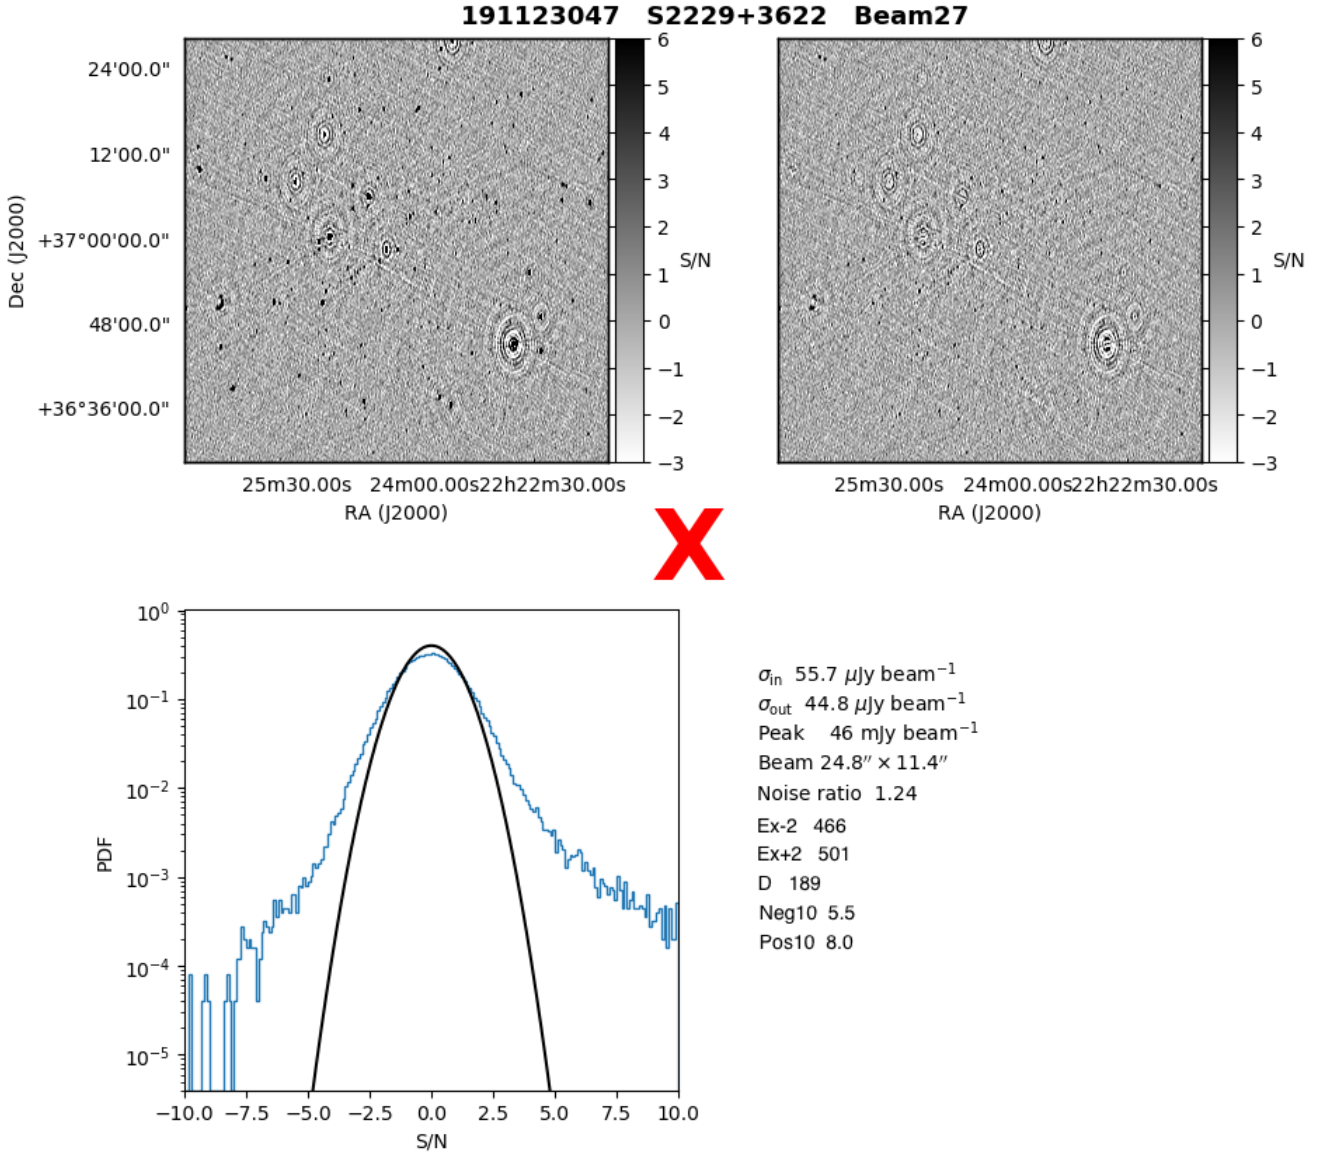 191123047 S2229+3622 Beam27
24'00.0"
12'00.0"
+37°00'00.0"
48'00.0"
+36°36'00.0"
Dec (J2000)
25m30.00s 24m00.00s 22h22m30.00s
RA (J2000)
6
5
4
3
2
1
0
−1
−2
−3
S/N
25m30.00s 24m00.00s 22h22m30.00s
RA (J2000)
6
5
4
3
2
1
0
−1
−2
−3
S/N
X
10⁰
10⁻¹
10⁻²
10⁻³
10⁻⁴
10⁻⁵
PDF
−10.0 −7.5 −5.0 −2.5 0.0 2.5 5.0 7.5 10.0
S/N
σin 55.7 μJy beam⁻¹
σout 44.8 μJy beam⁻¹
Peak 46 mJy beam⁻¹
Beam 24.8″ × 11.4″
Noise ratio 1.24
Ex-2 466
Ex+2 501
D 189
Neg10 5.5
Pos10 8.0